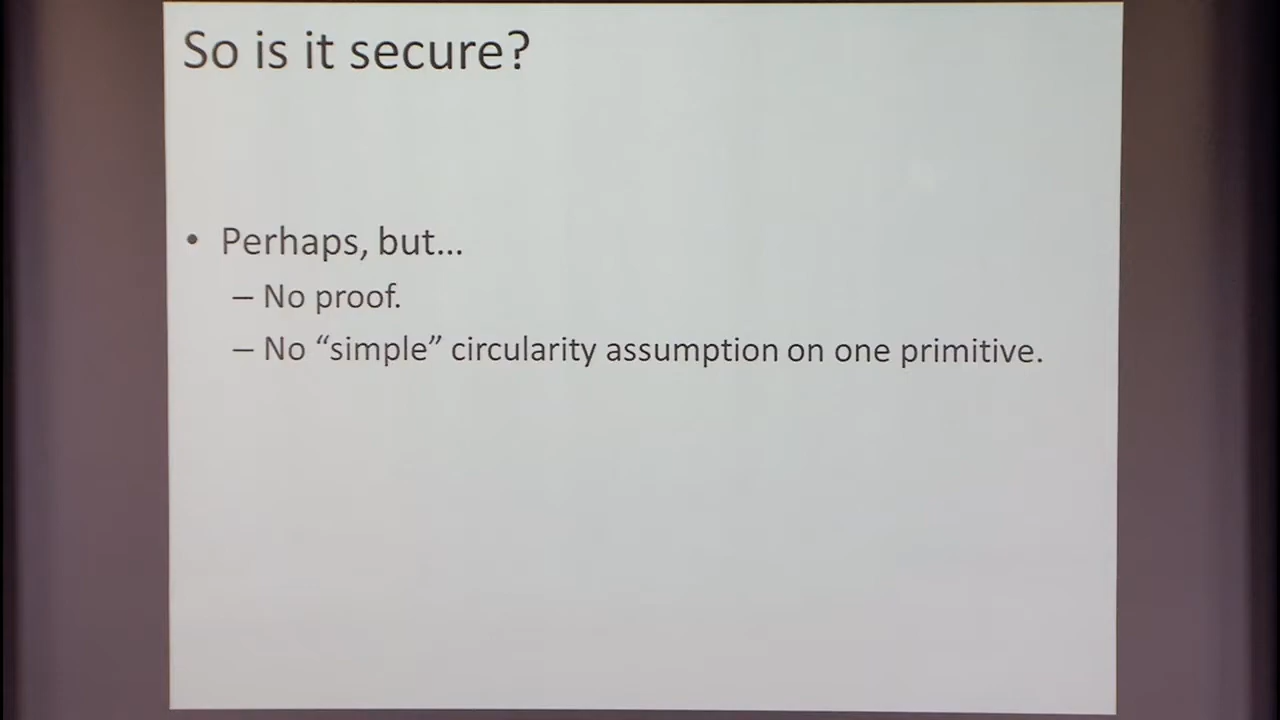 So is it secure?
• Perhaps, but...
– No proof.
– No “simple” circularity assumption on one primitive.